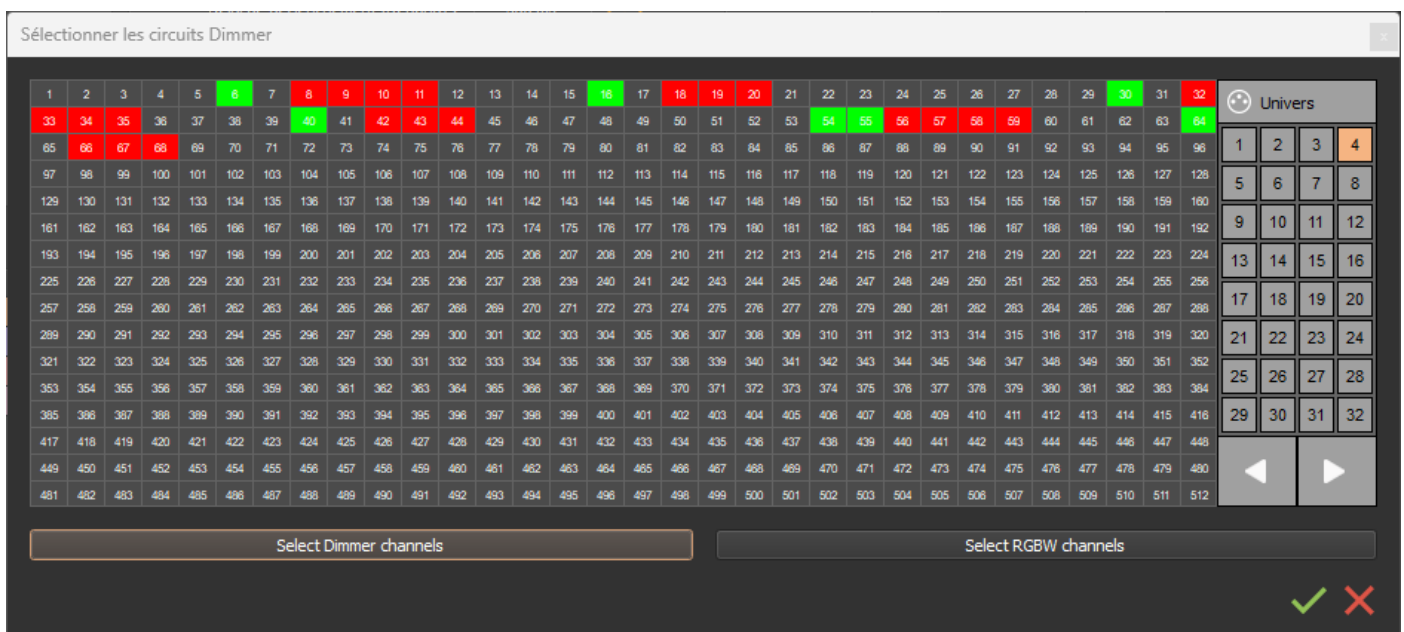 Sélectionner les circuits Dimmer
x
1 2 3 4 5 6 7 8 9 10 11 12 13 14 15 16 17 18 19 20 21 22 23 24 25 26 27 28 29 30 31 32
33 34 35 36 37 38 39 40 41 42 43 44 45 46 47 48 49 50 51 52 53 54 55 56 57 58 59 60 61 62 63 64
65 66 67 68 69 70 71 72 73 74 75 76 77 78 79 80 81 82 83 84 85 86 87 88 89 90 91 92 93 94 95 96
97 98 99 100 101 102 103 104 105 106 107 108 109 110 111 112 113 114 115 116 117 118 119 120 121 122 123 124 125 126 127 128
129 130 131 132 133 134 135 136 137 138 139 140 141 142 143 144 145 146 147 148 149 150 151 152 153 154 155 156 157 158 159 160
161 162 163 164 165 166 167 168 169 170 171 172 173 174 175 176 177 178 179 180 181 182 183 184 185 186 187 188 189 190 191 192
193 194 195 196 197 198 199 200 201 202 203 204 205 206 207 208 209 210 211 212 213 214 215 216 217 218 219 220 221 222 223 224
225 226 227 228 229 230 231 232 233 234 235 236 237 238 239 240 241 242 243 244 245 246 247 248 249 250 251 252 253 254 255 256
257 258 259 260 261 262 263 264 265 266 267 268 269 270 271 272 273 274 275 276 277 278 279 280 281 282 283 284 285 286 287 288
289 290 291 292 293 294 295 296 297 298 299 300 301 302 303 304 305 306 307 308 309 310 311 312 313 314 315 316 317 318 319 320
321 322 323 324 325 326 327 328 329 330 331 332 333 334 335 336 337 338 339 340 341 342 343 344 345 346 347 348 349 350 351 352
353 354 355 356 357 358 359 360 361 362 363 364 365 366 367 368 369 370 371 372 373 374 375 376 377 378 379 380 381 382 383 384
385 386 387 388 389 390 391 392 393 394 395 396 397 398 399 400 401 402 403 404 405 406 407 408 409 410 411 412 413 414 415 416
417 418 419 420 421 422 423 424 425 426 427 428 429 430 431 432 433 434 435 436 437 438 439 440 441 442 443 444 445 446 447 448
449 450 451 452 453 454 455 456 457 458 459 460 461 462 463 464 465 466 467 468 469 470 471 472 473 474 475 476 477 478 479 480
481 482 483 484 485 486 487 488 489 490 491 492 493 494 495 496 497 498 499 500 501 502 503 504 505 506 507 508 509 510 511 512
Univers
1 2 3 4
5 6 7 8
9 10 11 12
13 14 15 16
17 18 19 20
21 22 23 24
25 26 27 28
29 30 31 32
Select Dimmer channels
Select RGBW channels